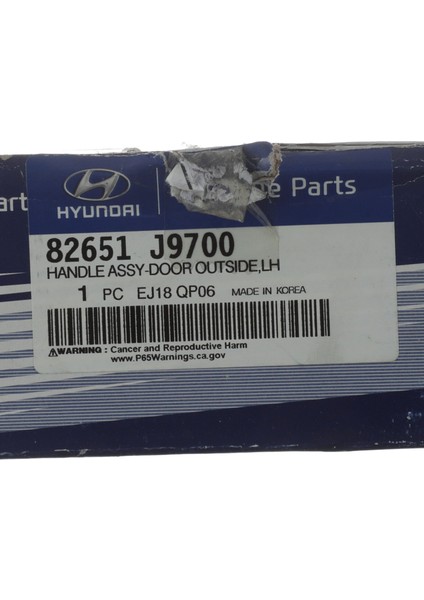 art
HYUNDAI
e Parts
82651 J9700
HANDLE ASSY-DOOR OUTSIDE,LH
1 PC EJ18 QP06 MADE IN KOREA
WARNING : Cancer and Reproductive Harm
www.P65Warnings.ca.gov